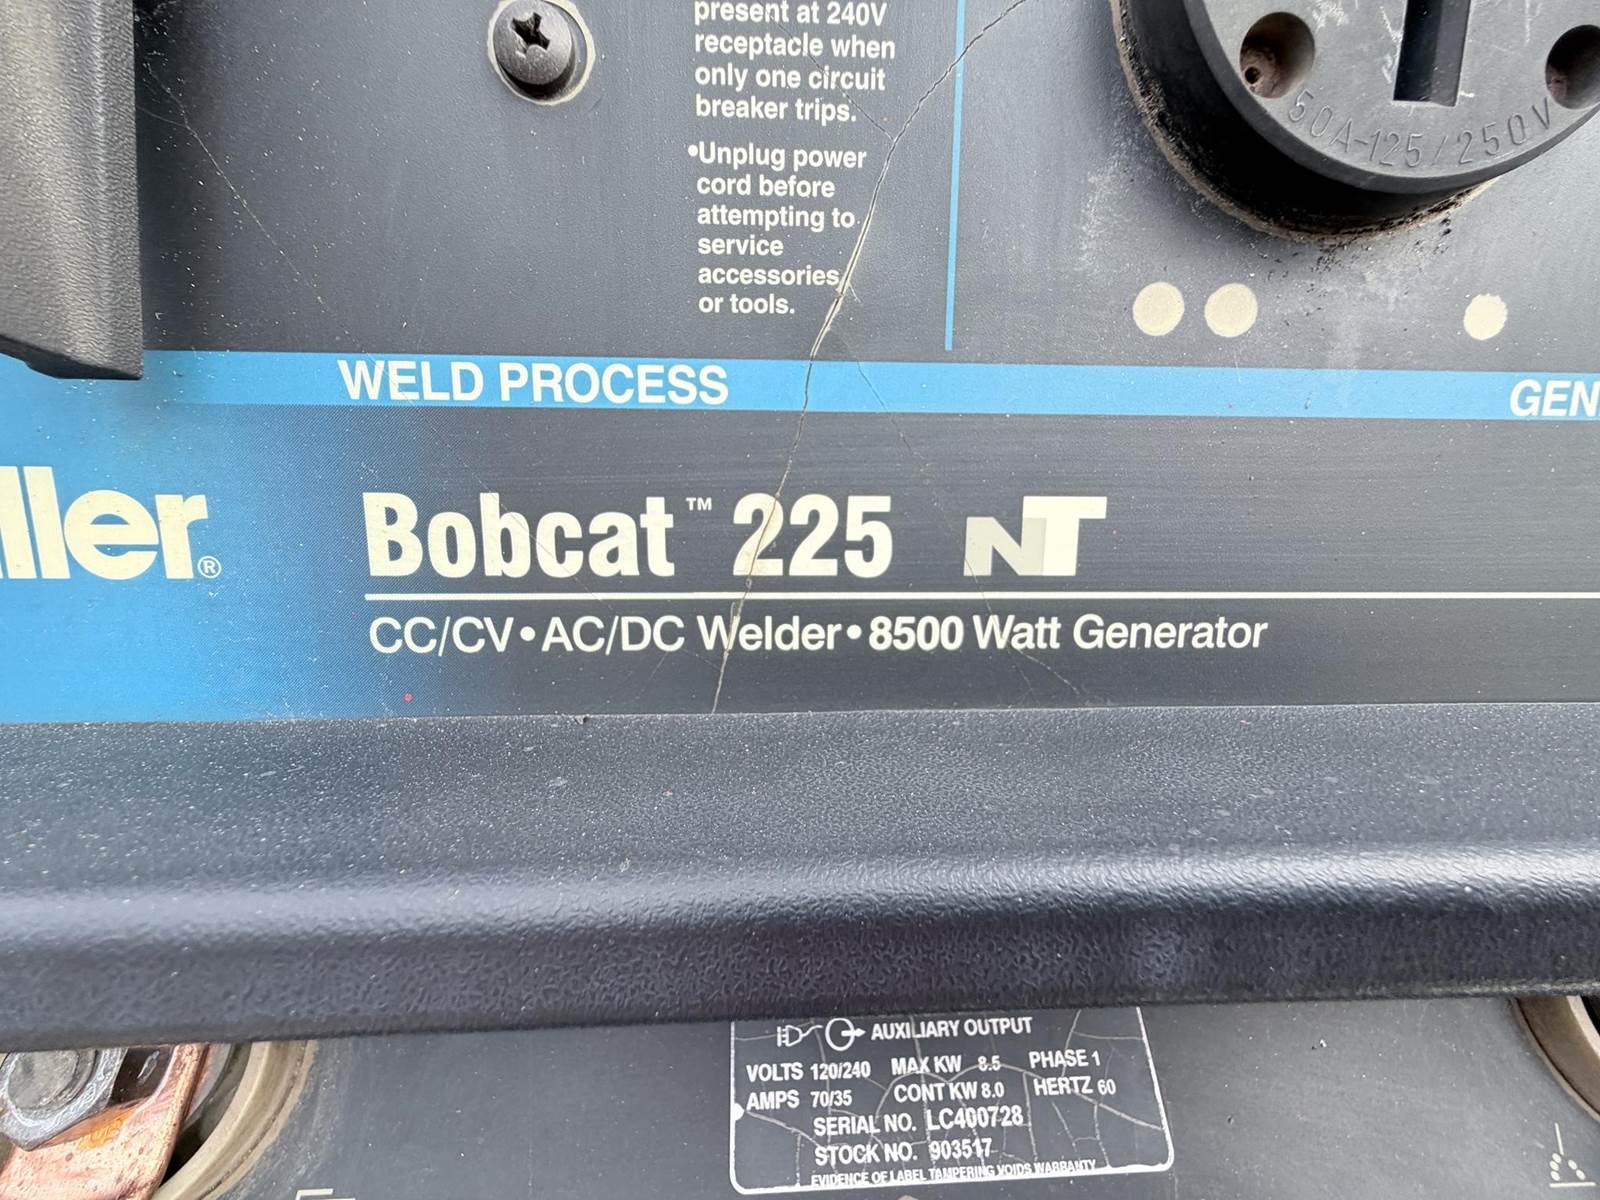 present at 240V
receptacle when
only one circuit
breaker trips.
•Unplug power
cord before
attempting to
service
accessories
or tools.
50A-125/250V
WELD PROCESS
GEN
ller®
Bobcat™ 225 NT
CC/CV•AC/DC Welder•8500 Watt Generator
AUXILIARY OUTPUT
VOLTS 120/240 MAX KW 8.5 PHASE 1
AMPS 70/35 CONT KW 8.0 HERTZ 60
SERIAL NO. LC400728
STOCK NO. 903517
EVIDENCE OF LABEL TAMPERING VOIDS WARRANTY